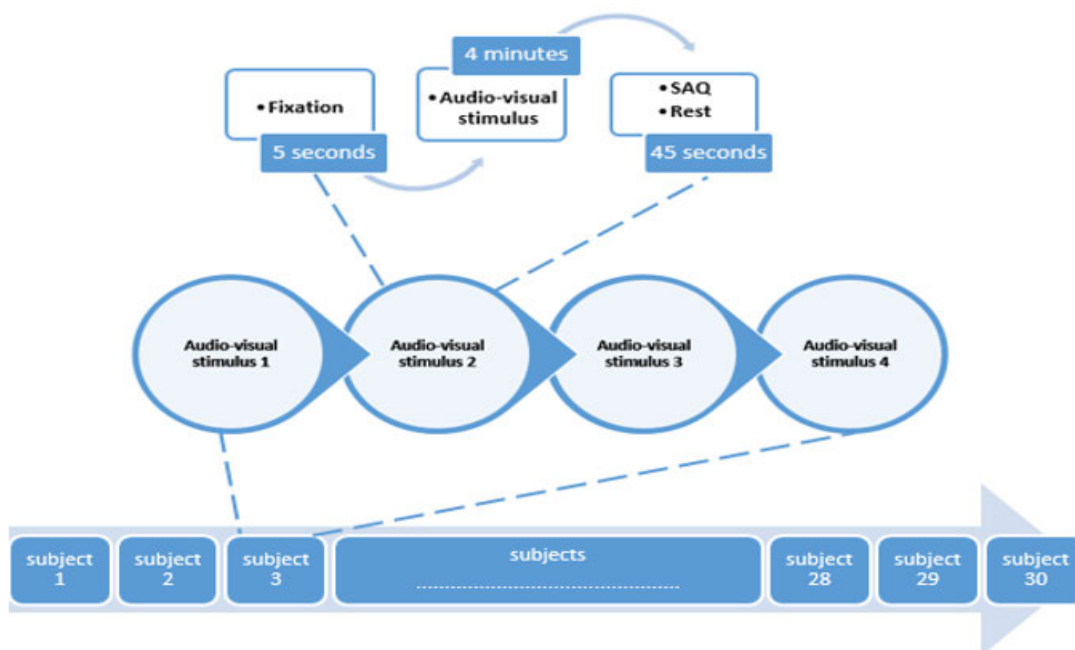 4 minutes
•Fixation
•Audio-visual
stimulus
•SAQ
•Rest
5 seconds
45 seconds
Audio-visual
stimulus 1
Audio-visual
stimulus 2
Audio-visual
stimulus 3
Audio-visual
stimulus 4
subject
1
subject
2
subject
3
subjects
........................................
subject
28
subject
29
subject
30